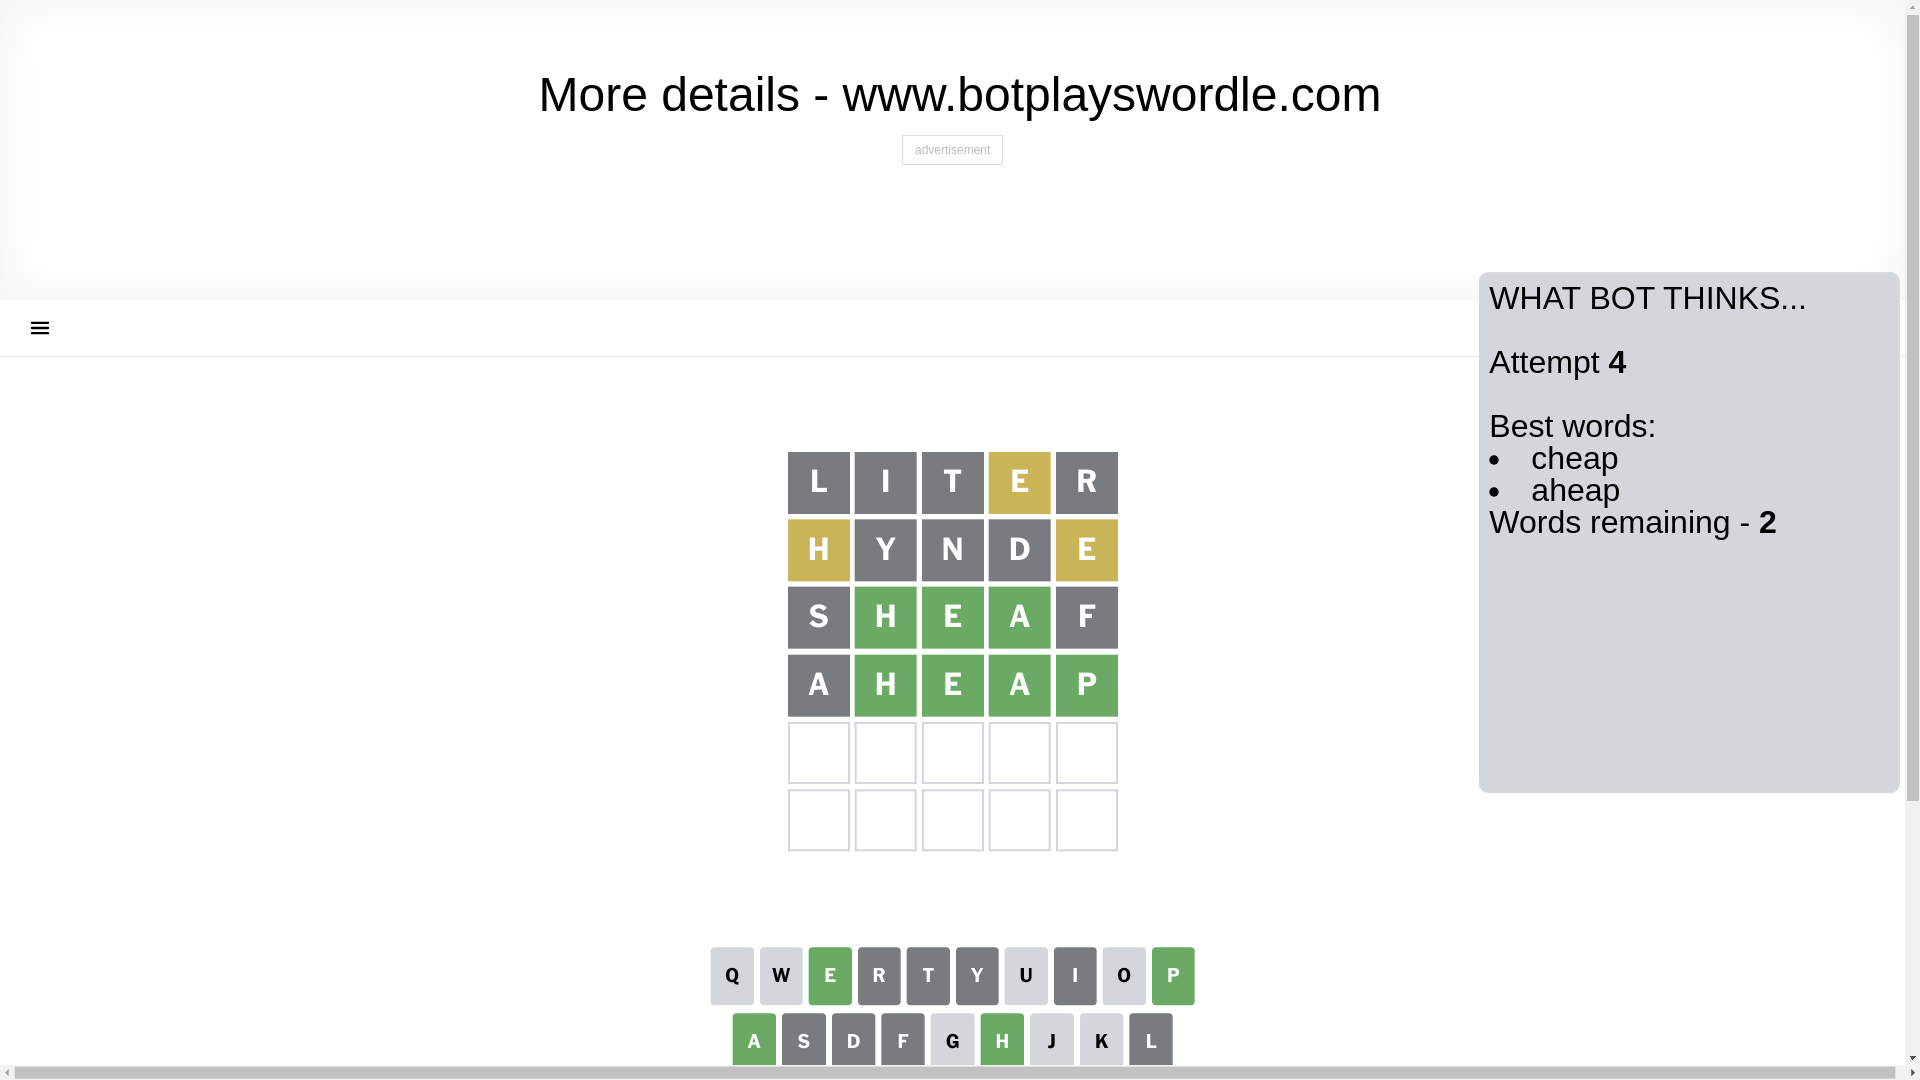 More details - www.botplayswordle.com
advertisement
WHAT BOT THINKS...
Attempt 4
Best words:
• cheap
• aheap
Words remaining - 2
L I T E R
H Y N D E
S H E A F
A H E A P
Q W E R T Y U I O P
A S D F G H J K L